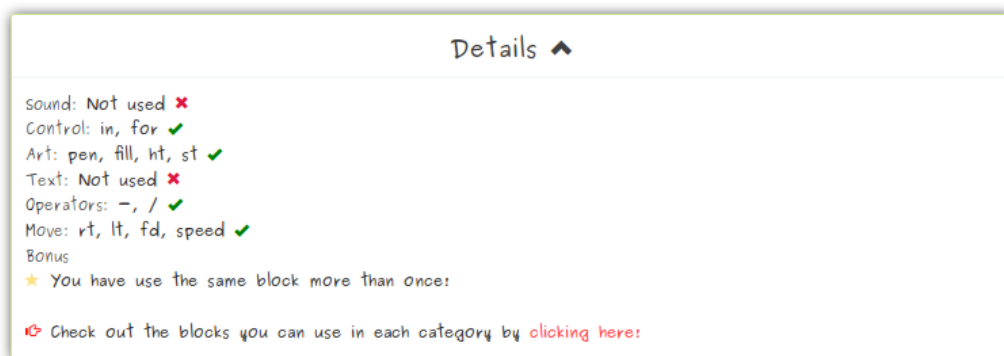 Details
Sound: Not used
Control: in, for
Art: pen, fill, ht, st
Text: Not used
Operators: -, /
Move: rt, lt, fd, speed
Bonus
You have use the same block more than once!
Check out the blocks you can use in each category by clicking here!